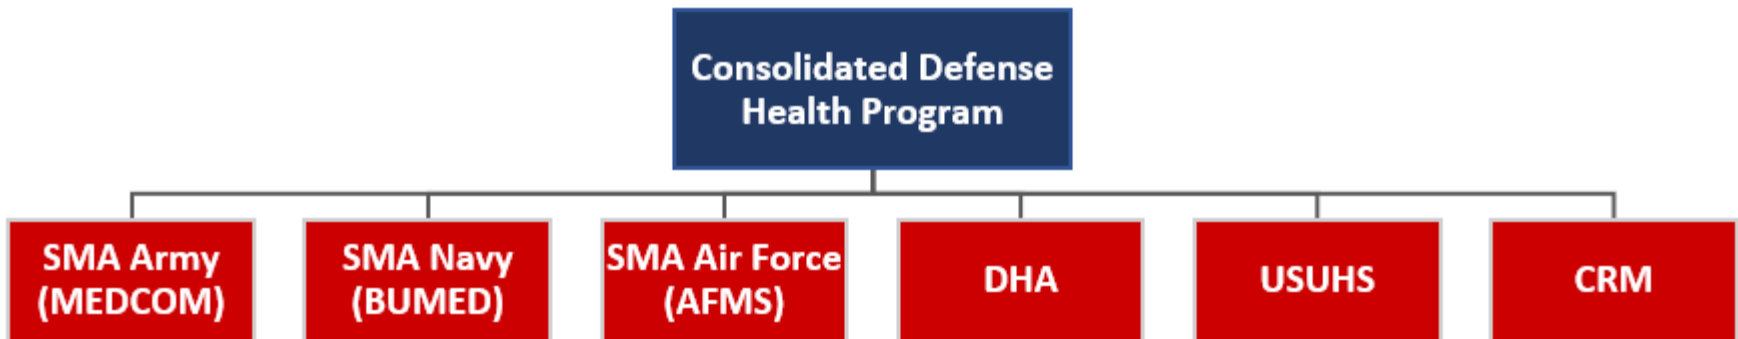 Consolidated Defense
Health Program
SMA Army
(MEDCOM)
SMA Navy
(BUMED)
SMA Air Force
(AFMS)
DHA
USUHS
CRM